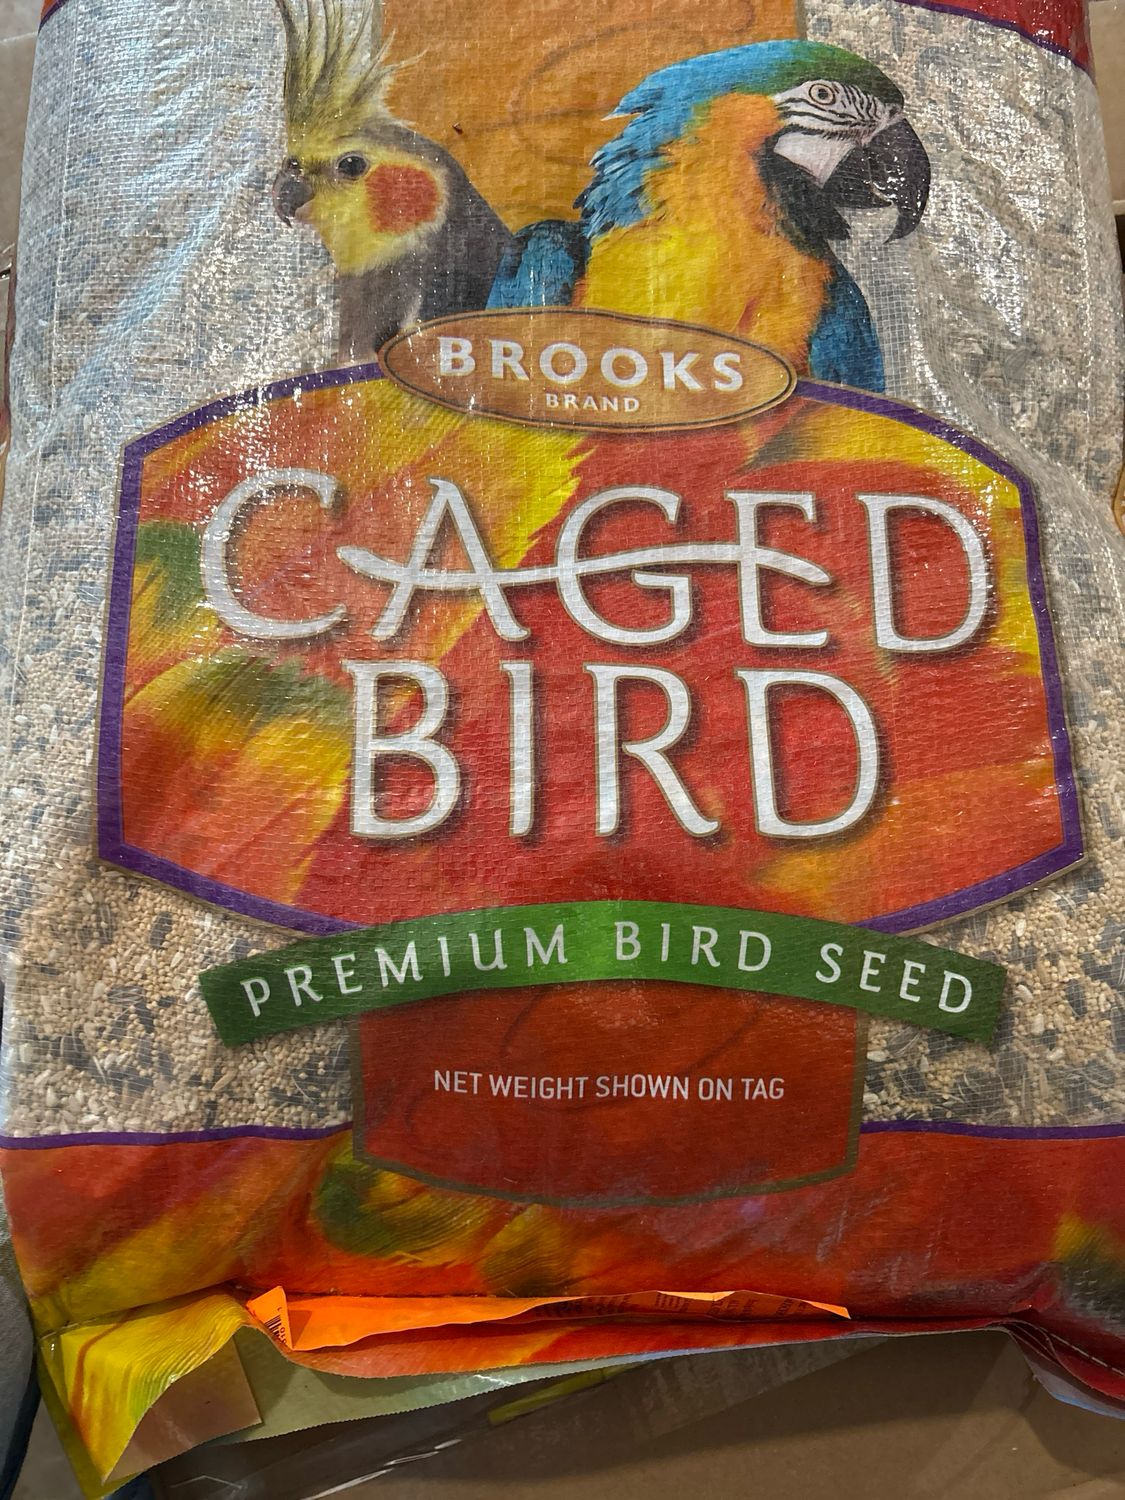 BROOKS
BRAND
CAGED
BIRD
PREMIUM BIRD SEED
NET WEIGHT SHOWN ON TAG